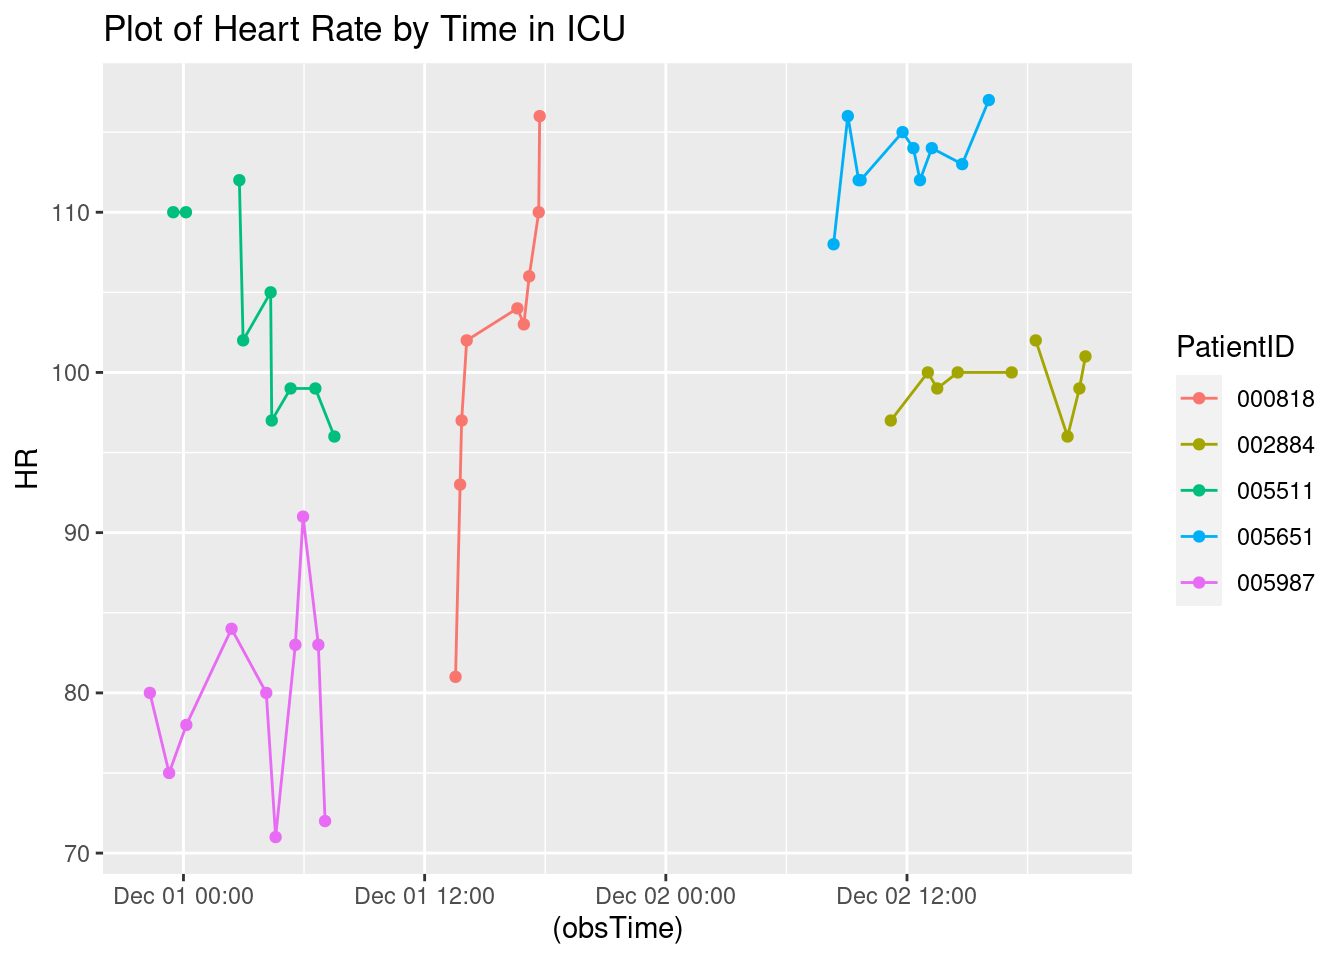 Plot of Heart Rate by Time in ICU
HR
110
100
90
80
70
Dec 01 00:00
Dec 01 12:00
Dec 02 00:00
Dec 02 12:00
(obsTime)
PatientID
000818
002884
005511
005651
005987